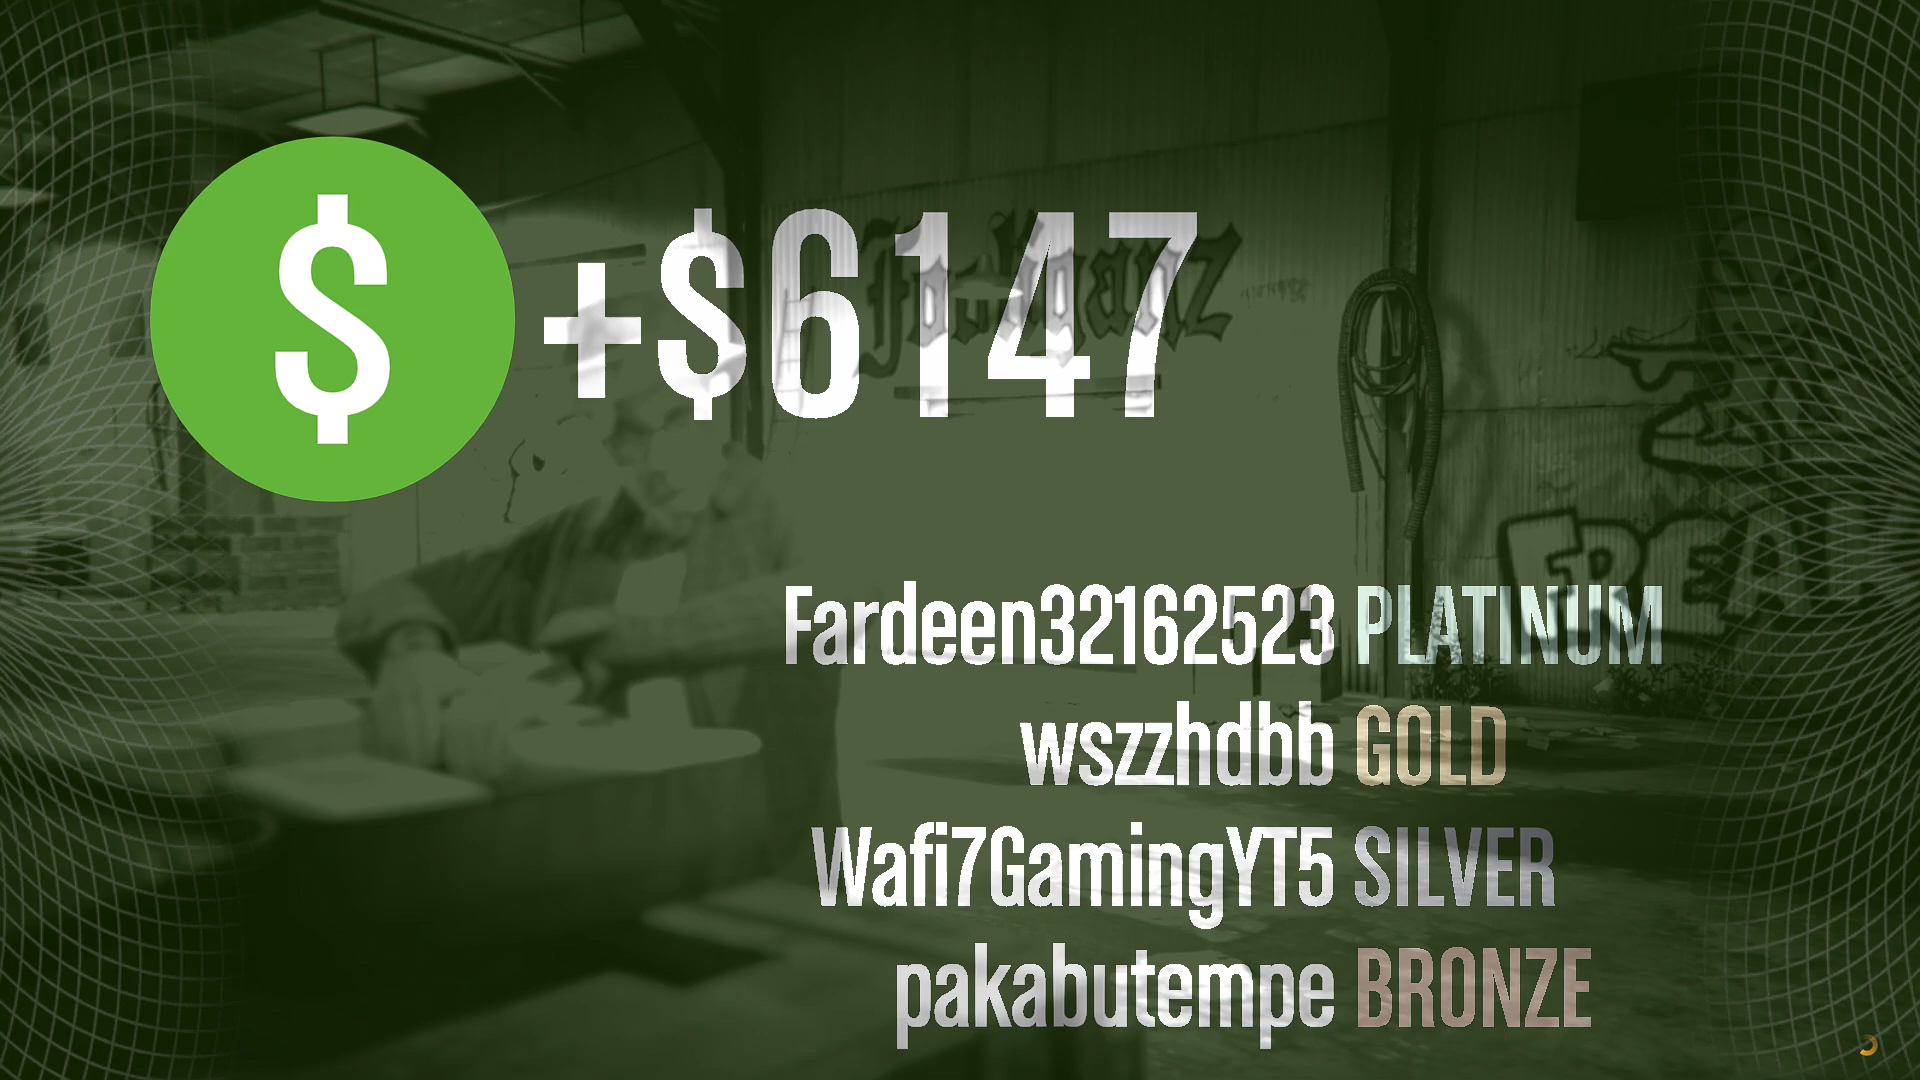 $ +$6147
Fardeen32162523 PLATINUM
wszzhdbb GOLD
Wafi7GamingYT5 SILVER
pakabutempe BRONZE